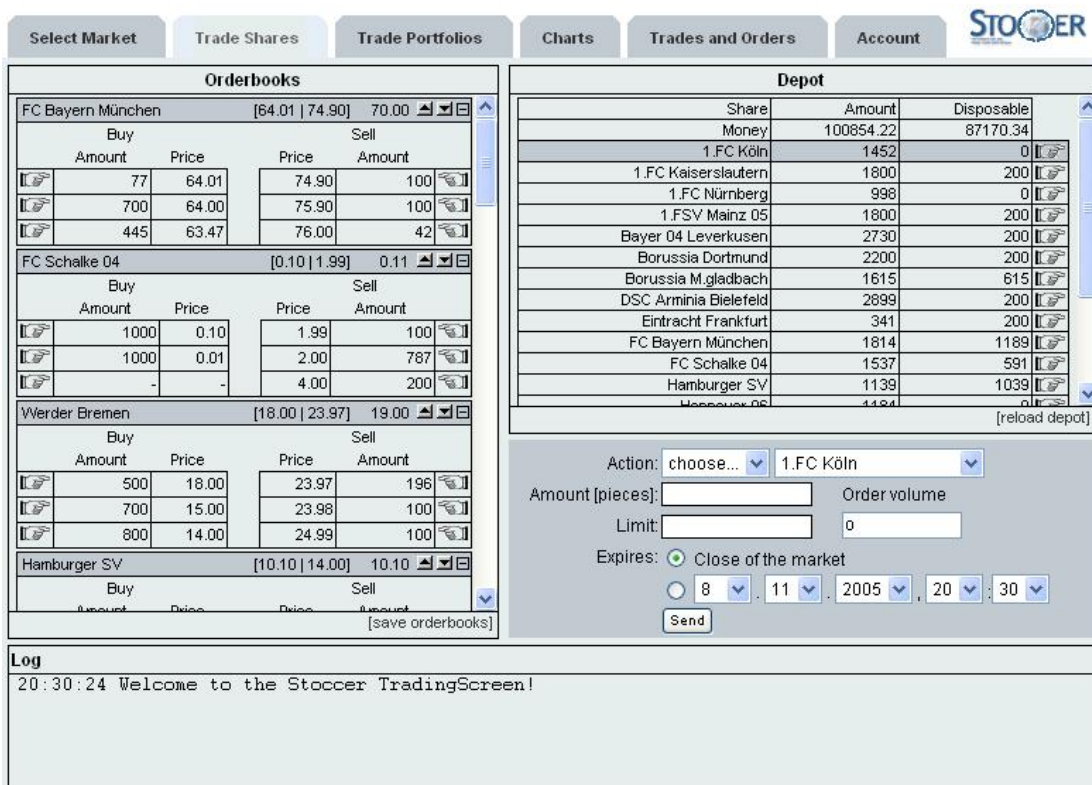 Select Market Trade Shares Trade Portfolios Charts Trades and Orders Account STOCCER
Orderbooks
FC Bayern München [64.01 | 74.90] 70.00
Buy Sell
Amount Price Price Amount
77 64.01 74.90 100
700 64.00 75.90 100
445 63.47 76.00 42
FC Schalke 04 [0.10 | 1.99] 0.11
Buy Sell
Amount Price Price Amount
1000 0.10 1.99 100
1000 0.01 2.00 787
- - 4.00 200
Werder Bremen [18.00 | 23.97] 19.00
Buy Sell
Amount Price Price Amount
500 18.00 23.97 196
700 15.00 23.98 100
800 14.00 24.99 100
Hamburger SV [10.10 | 14.00] 10.10
Buy Sell
Amount Price Price Amount
[save orderbooks]
Depot
Share Amount Disposable
Money 100854.22 87170.34
1.FC Köln 1452 0
1.FC Kaiserslautern 1800 200
1.FC Nürnberg 998 0
1.FSV Mainz 05 1800 200
Bayer 04 Leverkusen 2730 200
Borussia Dortmund 2200 200
Borussia M.gladbach 1615 615
DSC Arminia Bielefeld 2899 200
Eintracht Frankfurt 341 200
FC Bayern München 1814 1189
FC Schalke 04 1537 591
Hamburger SV 1139 1039
Hannover 96 1184 0
[reload depot]
Action: choose... 1.FC Köln
Amount [pieces]: Order volume
Limit: 0
Expires: Close of the market
8 . 11 . 2005 , 20 : 30
Send
Log
20:30:24 Welcome to the Stoccer TradingScreen!